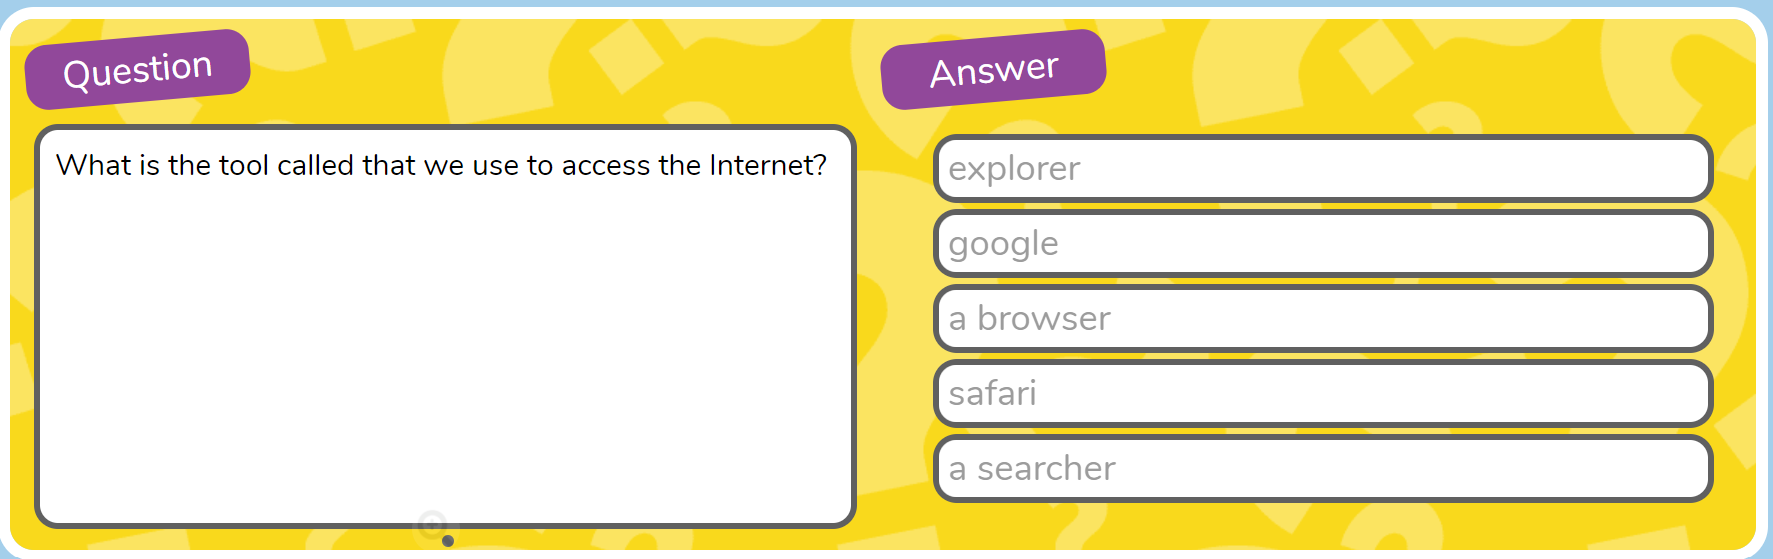 Question
What is the tool called that we use to access the Internet?
Answer
explorer
google
a browser
safari
a searcher